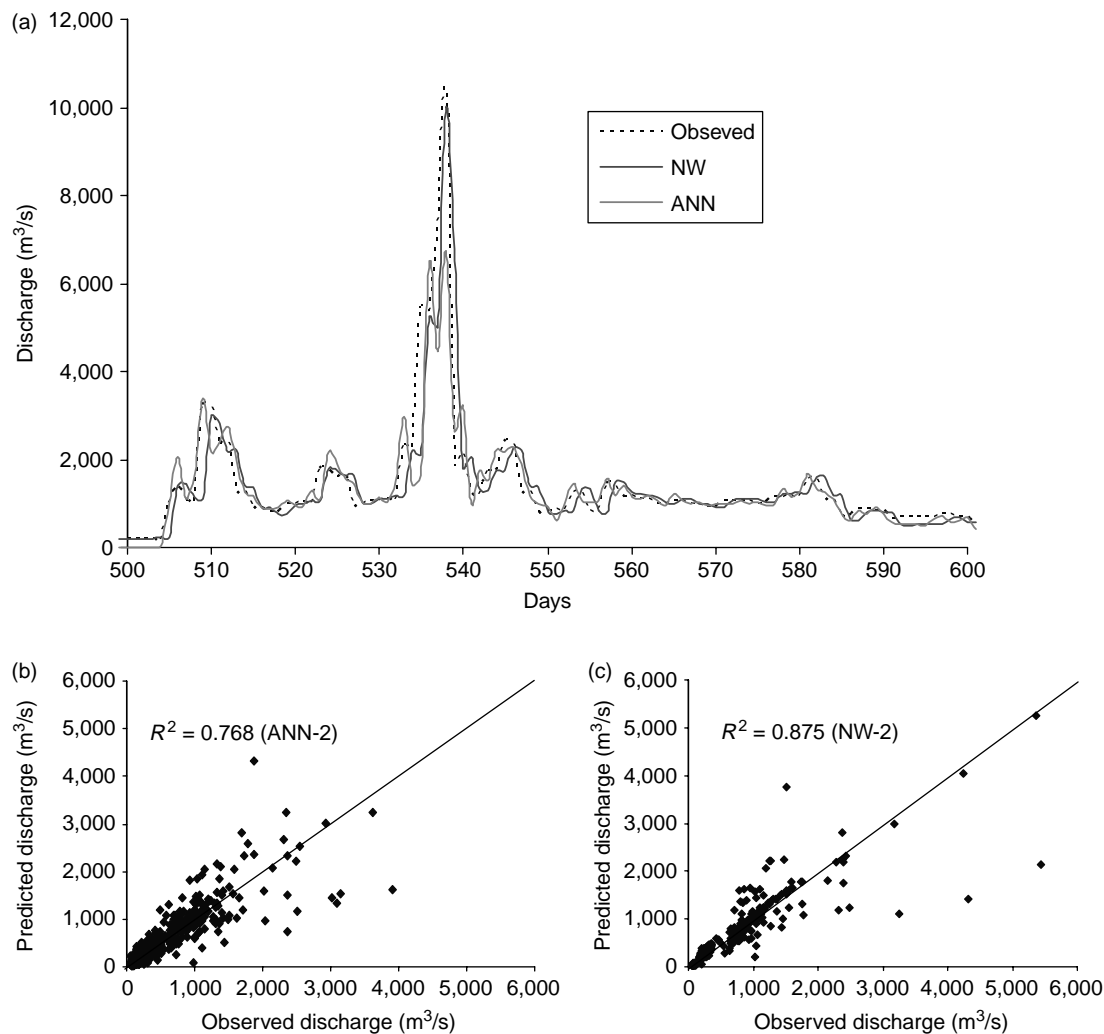 (a)
12,000
10,000
8,000
6,000
4,000
2,000
0
Discharge (m³/s)
Obseved
NW
ANN
500 510 520 530 540 550 560 570 580 590 600
Days
(b)
6,000
5,000
4,000
3,000
2,000
1,000
0
Predicted discharge (m³/s)
R² = 0.768 (ANN-2)
0 1,000 2,000 3,000 4,000 5,000 6,000
Observed discharge (m³/s)
(c)
6,000
5,000
4,000
3,000
2,000
1,000
0
Predicted discharge (m³/s)
R² = 0.875 (NW-2)
0 1,000 2,000 3,000 4,000 5,000 6,000
Observed discharge (m³/s)